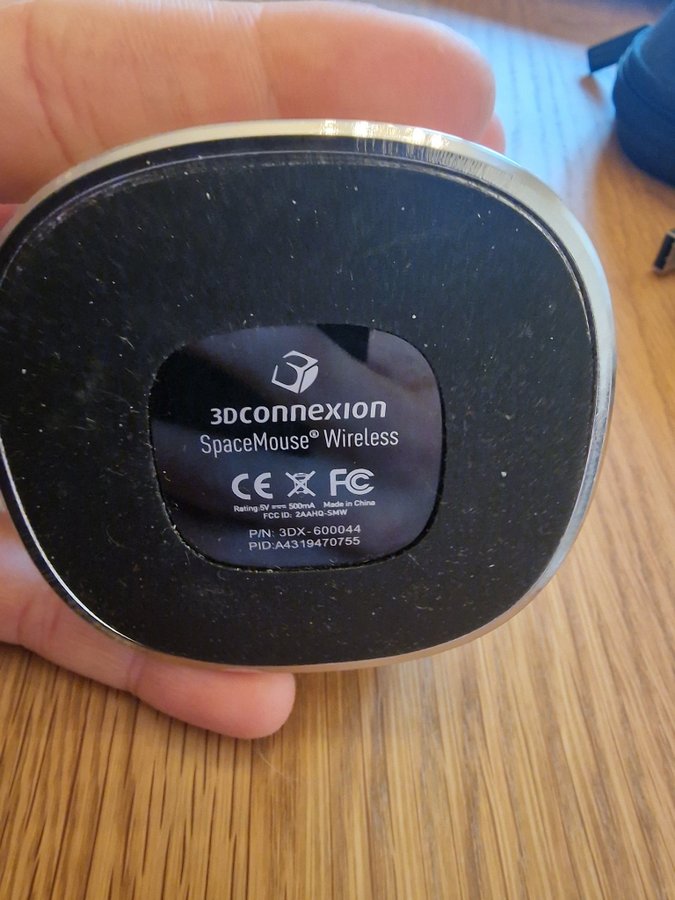 3Dconnexion
SpaceMouse® Wireless
CE FC
Rating 5V ⎓ 500mA Made in China
FCC ID: 2AAHQ-SMW
P/N: 3DX-600044
PID:A4319470755